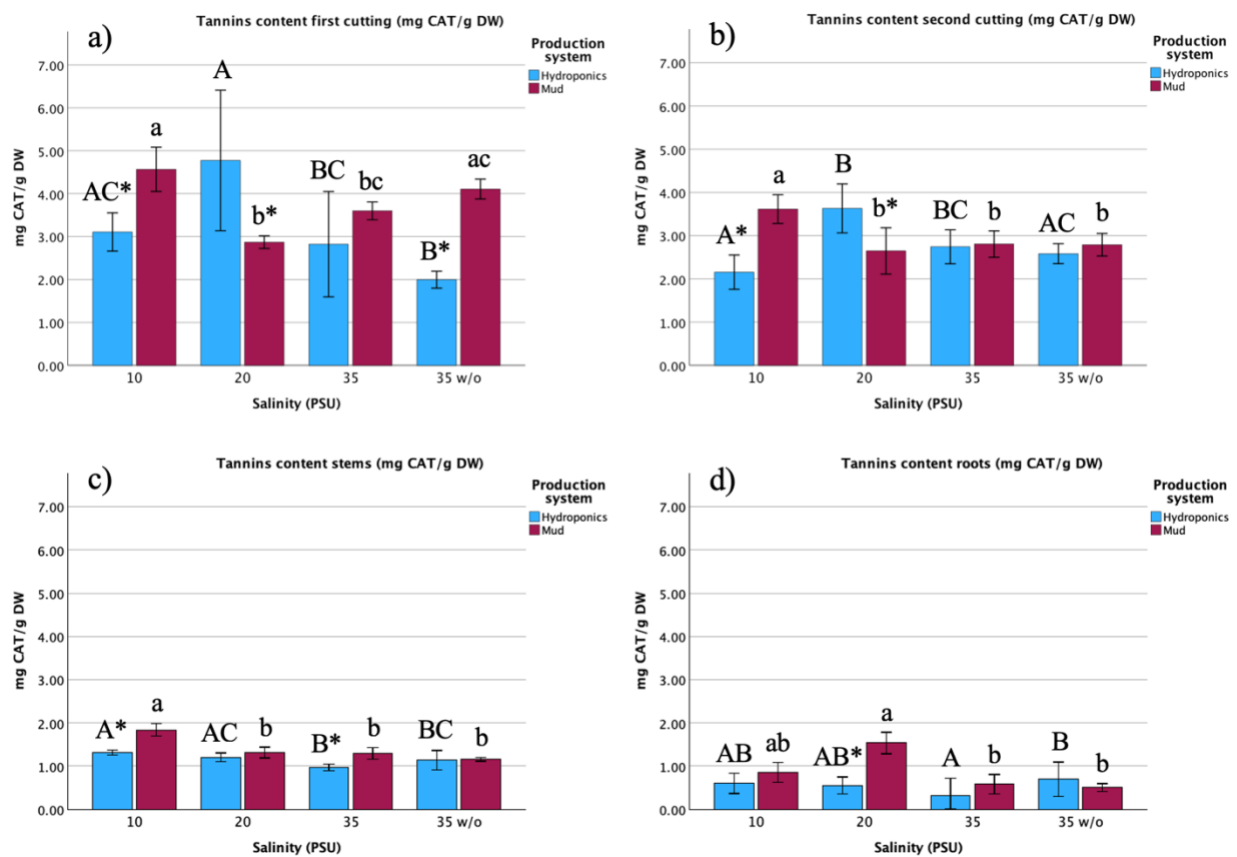 a)
Tannins content first cutting (mg CAT/g DW)
Production
system
Hydroponics
Mud
mg CAT/g DW
7.00
6.00
5.00
4.00
3.00
2.00
1.00
0.00
AC*
a
A
b*
BC
bc
B*
ac
10
20
35
35 w/o
Salinity (PSU)
b)
Tannins content second cutting (mg CAT/g DW)
Production
system
Hydroponics
Mud
mg CAT/g DW
7.00
6.00
5.00
4.00
3.00
2.00
1.00
0.00
A*
a
B
b*
BC
b
AC
b
10
20
35
35 w/o
Salinity (PSU)
c)
Tannins content stems (mg CAT/g DW)
Production
system
Hydroponics
Mud
mg CAT/g DW
7.00
6.00
5.00
4.00
3.00
2.00
1.00
0.00
A*
a
AC
b
B*
b
BC
b
10
20
35
35 w/o
Salinity (PSU)
d)
Tannins content roots (mg CAT/g DW)
Production
system
Hydroponics
Mud
mg CAT/g DW
7.00
6.00
5.00
4.00
3.00
2.00
1.00
0.00
AB
ab
AB*
a
A
b
B
b
10
20
35
35 w/o
Salinity (PSU)